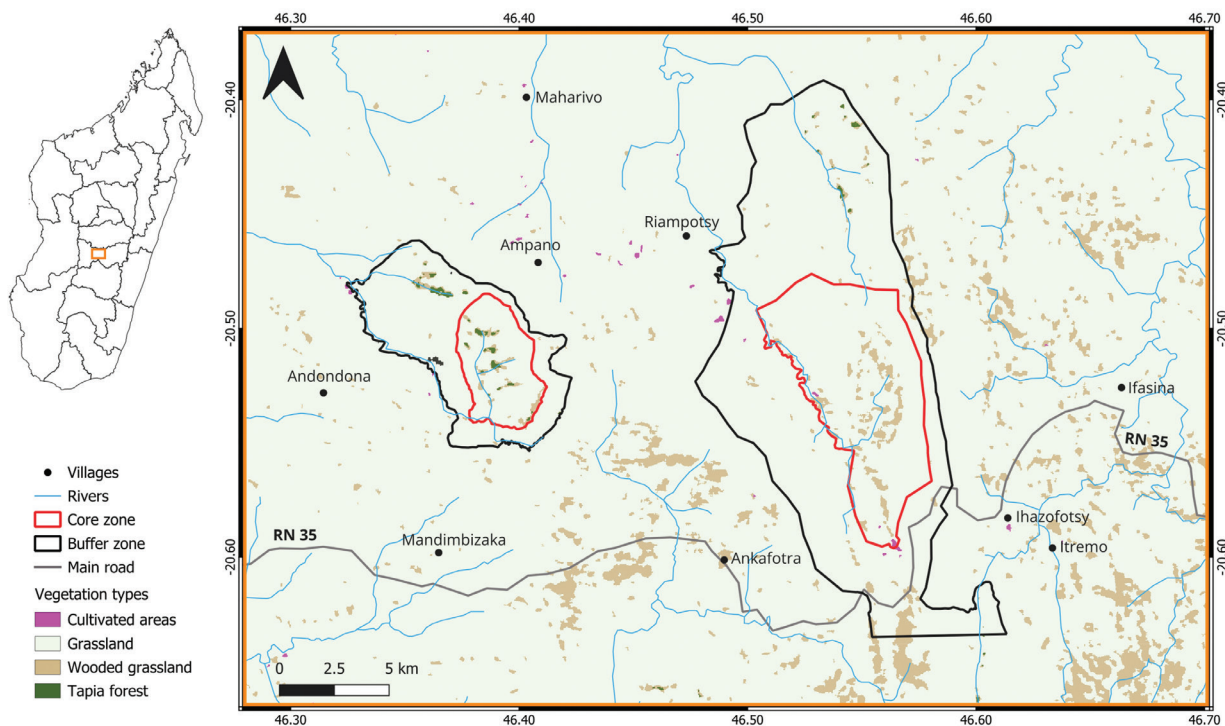 46.30 46.40 46.50 46.60 46.70
-20.40 -20.40
Maharivo
Riampotsy
Ampano
-20.50 -20.50
Andondona
Ifasina
RN 35
Ihazofotsy
RN 35
Mandimbizaka
Itremo
Ankafotra
-20.60 -20.60
Villages
Rivers
Core zone
Buffer zone
Main road
Vegetation types
Cultivated areas
Grassland
Wooded grassland
Tapia forest
0 2.5 5 km
46.30 46.40 46.50 46.60 46.70